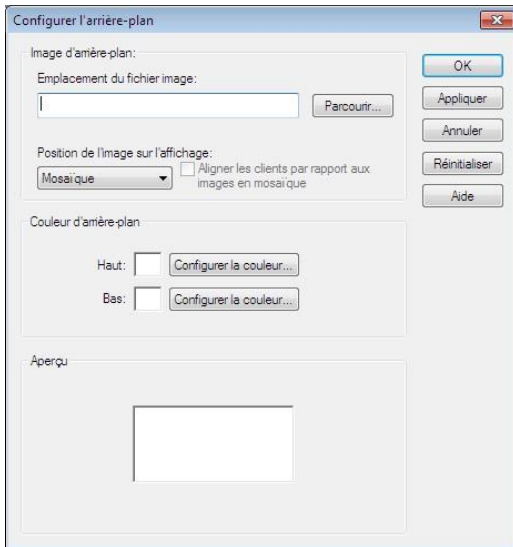 Configurer l'arrière-plan
Image d'arrière-plan:
Emplacement du fichier image:
Parcourir...
Position de l'image sur l'affichage:
Mosaïque
Aligner les clients par rapport aux
images en mosaïque
OK
Appliquer
Annuler
Réinitialiser
Aide
Couleur d'arrière-plan
Haut:
Configurer la couleur...
Bas:
Configurer la couleur...
Aperçu